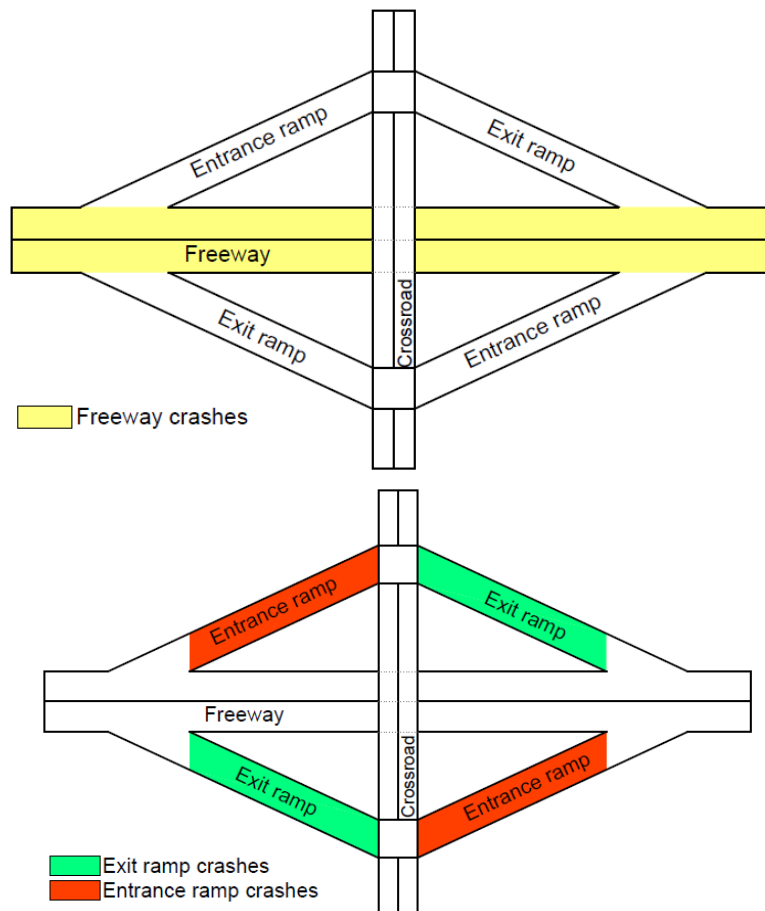 Entrance ramp
Exit ramp
Freeway
Crossroad
Exit ramp
Entrance ramp
Freeway crashes
Entrance ramp
Exit ramp
Freeway
Crossroad
Exit ramp
Entrance ramp
Exit ramp crashes
Entrance ramp crashes